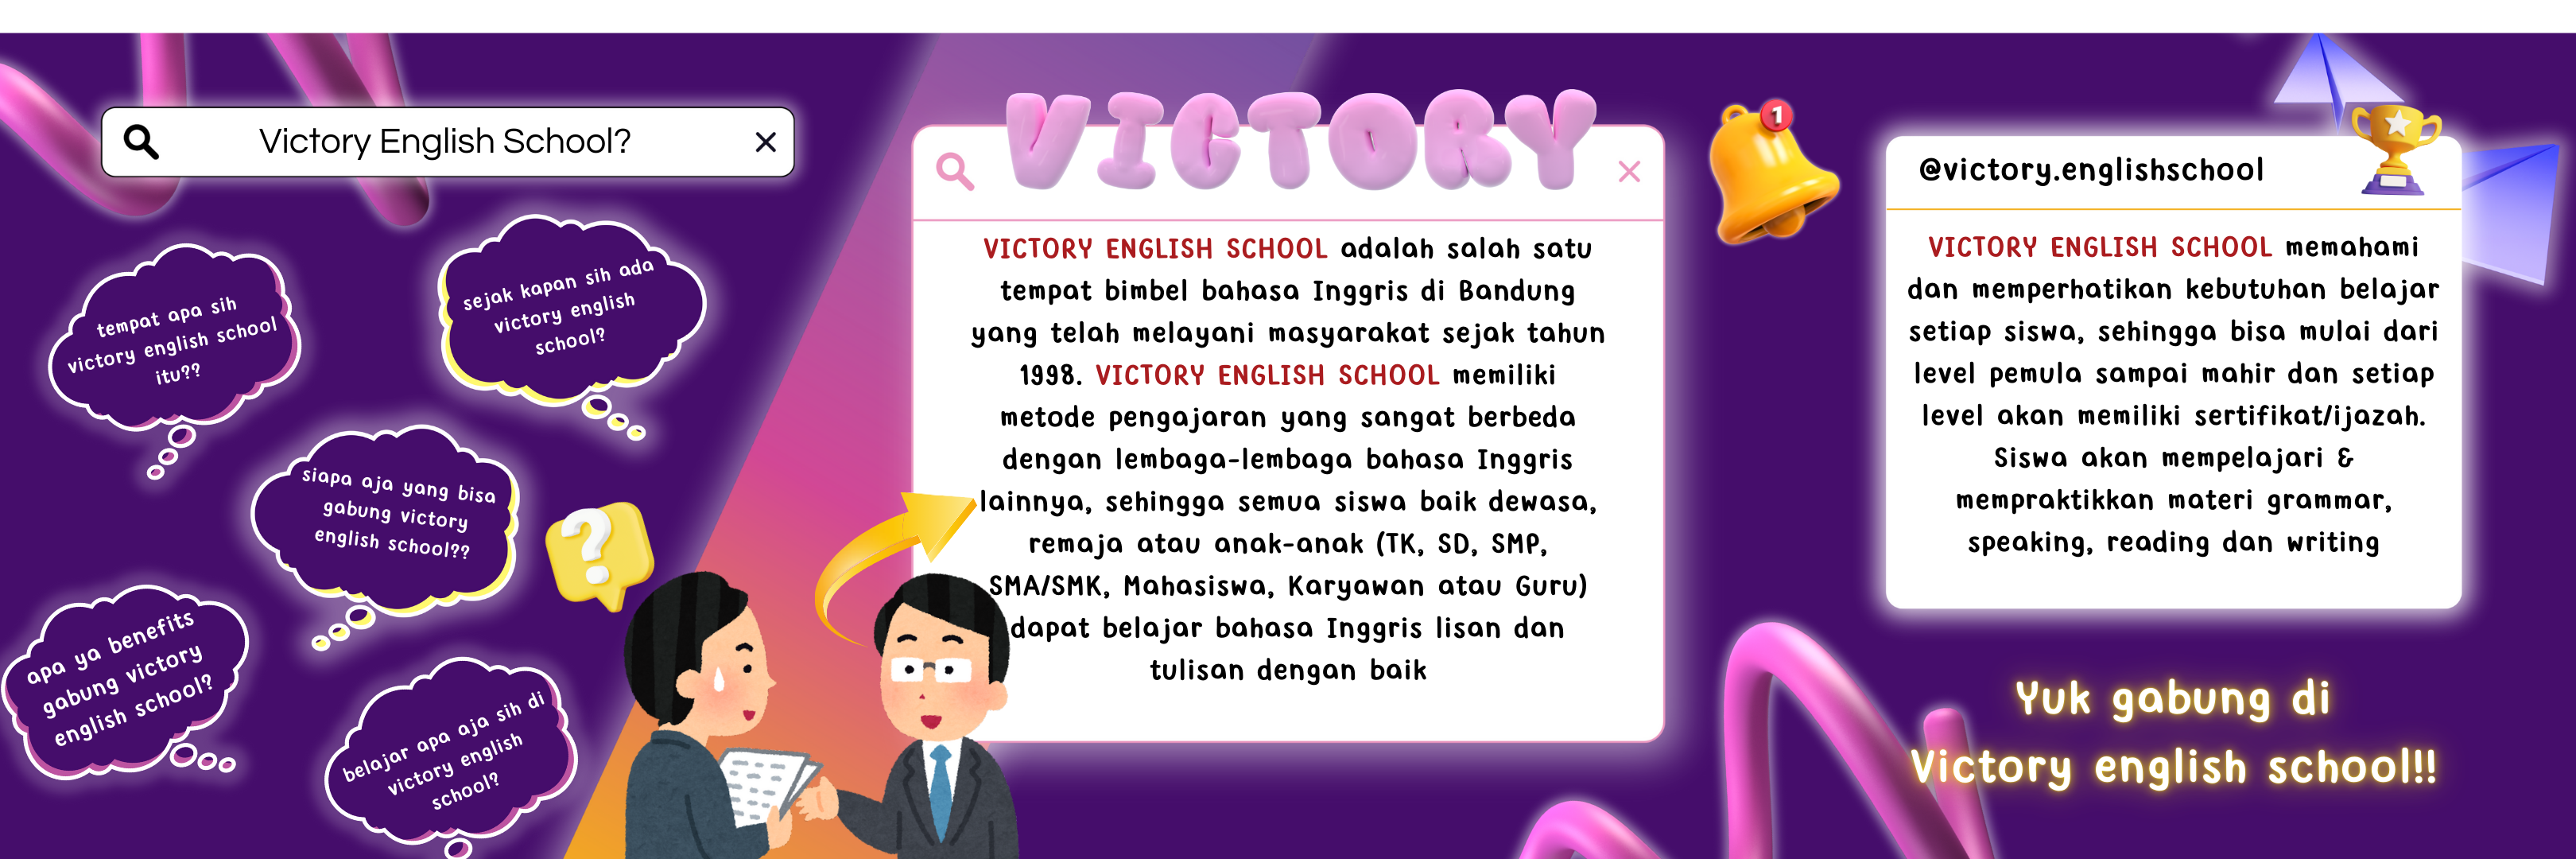 Victory English School?
tempat apa sih
victory english school
itu??
sejak kapan sih ada
victory english
school?
siapa aja yang bisa
gabung victory
english school??
apa ya benefits
gabung victory
english school?
belajar apa aja sih di
victory english
school?
?
VICTORY
VICTORY ENGLISH SCHOOL adalah salah satu
tempat bimbel bahasa Inggris di Bandung
yang telah melayani masyarakat sejak tahun
1998. VICTORY ENGLISH SCHOOL memiliki
metode pengajaran yang sangat berbeda
dengan lembaga-lembaga bahasa Inggris
lainnya, sehingga semua siswa baik dewasa,
remaja atau anak-anak (TK, SD, SMP,
SMA/SMK, Mahasiswa, Karyawan atau Guru)
dapat belajar bahasa Inggris lisan dan
tulisan dengan baik
1
@victory.englishschool
VICTORY ENGLISH SCHOOL memahami
dan memperhatikan kebutuhan belajar
setiap siswa, sehingga bisa mulai dari
level pemula sampai mahir dan setiap
level akan memiliki sertifikat/ijazah.
Siswa akan mempelajari &
mempraktikkan materi grammar,
speaking, reading dan writing
Yuk gabung di
Victory english school!!